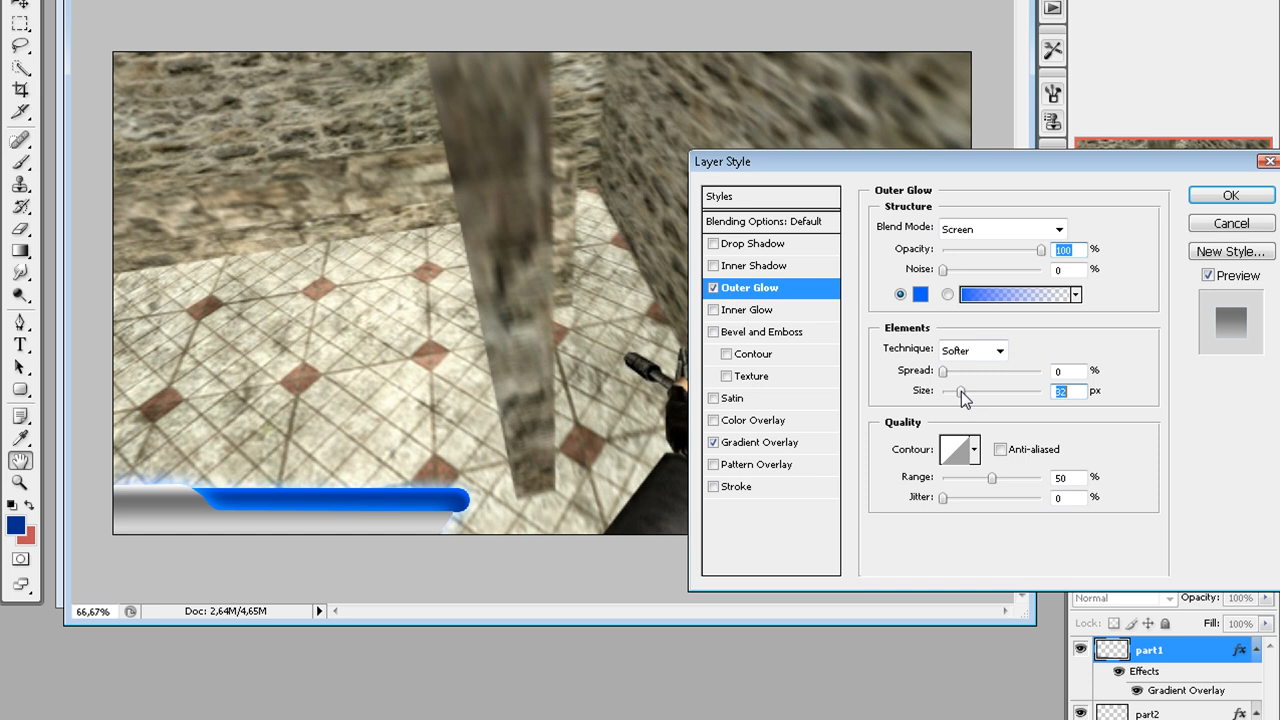 Layer Style
Styles
Blending Options: Default
Drop Shadow
Inner Shadow
Outer Glow
Inner Glow
Bevel and Emboss
Contour
Texture
Satin
Color Overlay
Gradient Overlay
Pattern Overlay
Stroke
Outer Glow
Structure
Blend Mode: Screen
Opacity: 100 %
Noise: 0 %
Elements
Technique: Softer
Spread: 0 %
Size: 32 px
Quality
Contour: Anti-aliased
Range: 50 %
Jitter: 0 %
OK
Cancel
New Style...
Preview
T
66,67% Doc: 2,64M/4,65M
Normal Opacity: 100%
Lock: Fill: 100%
part1 fx
Effects
Gradient Overlay
part2 fx